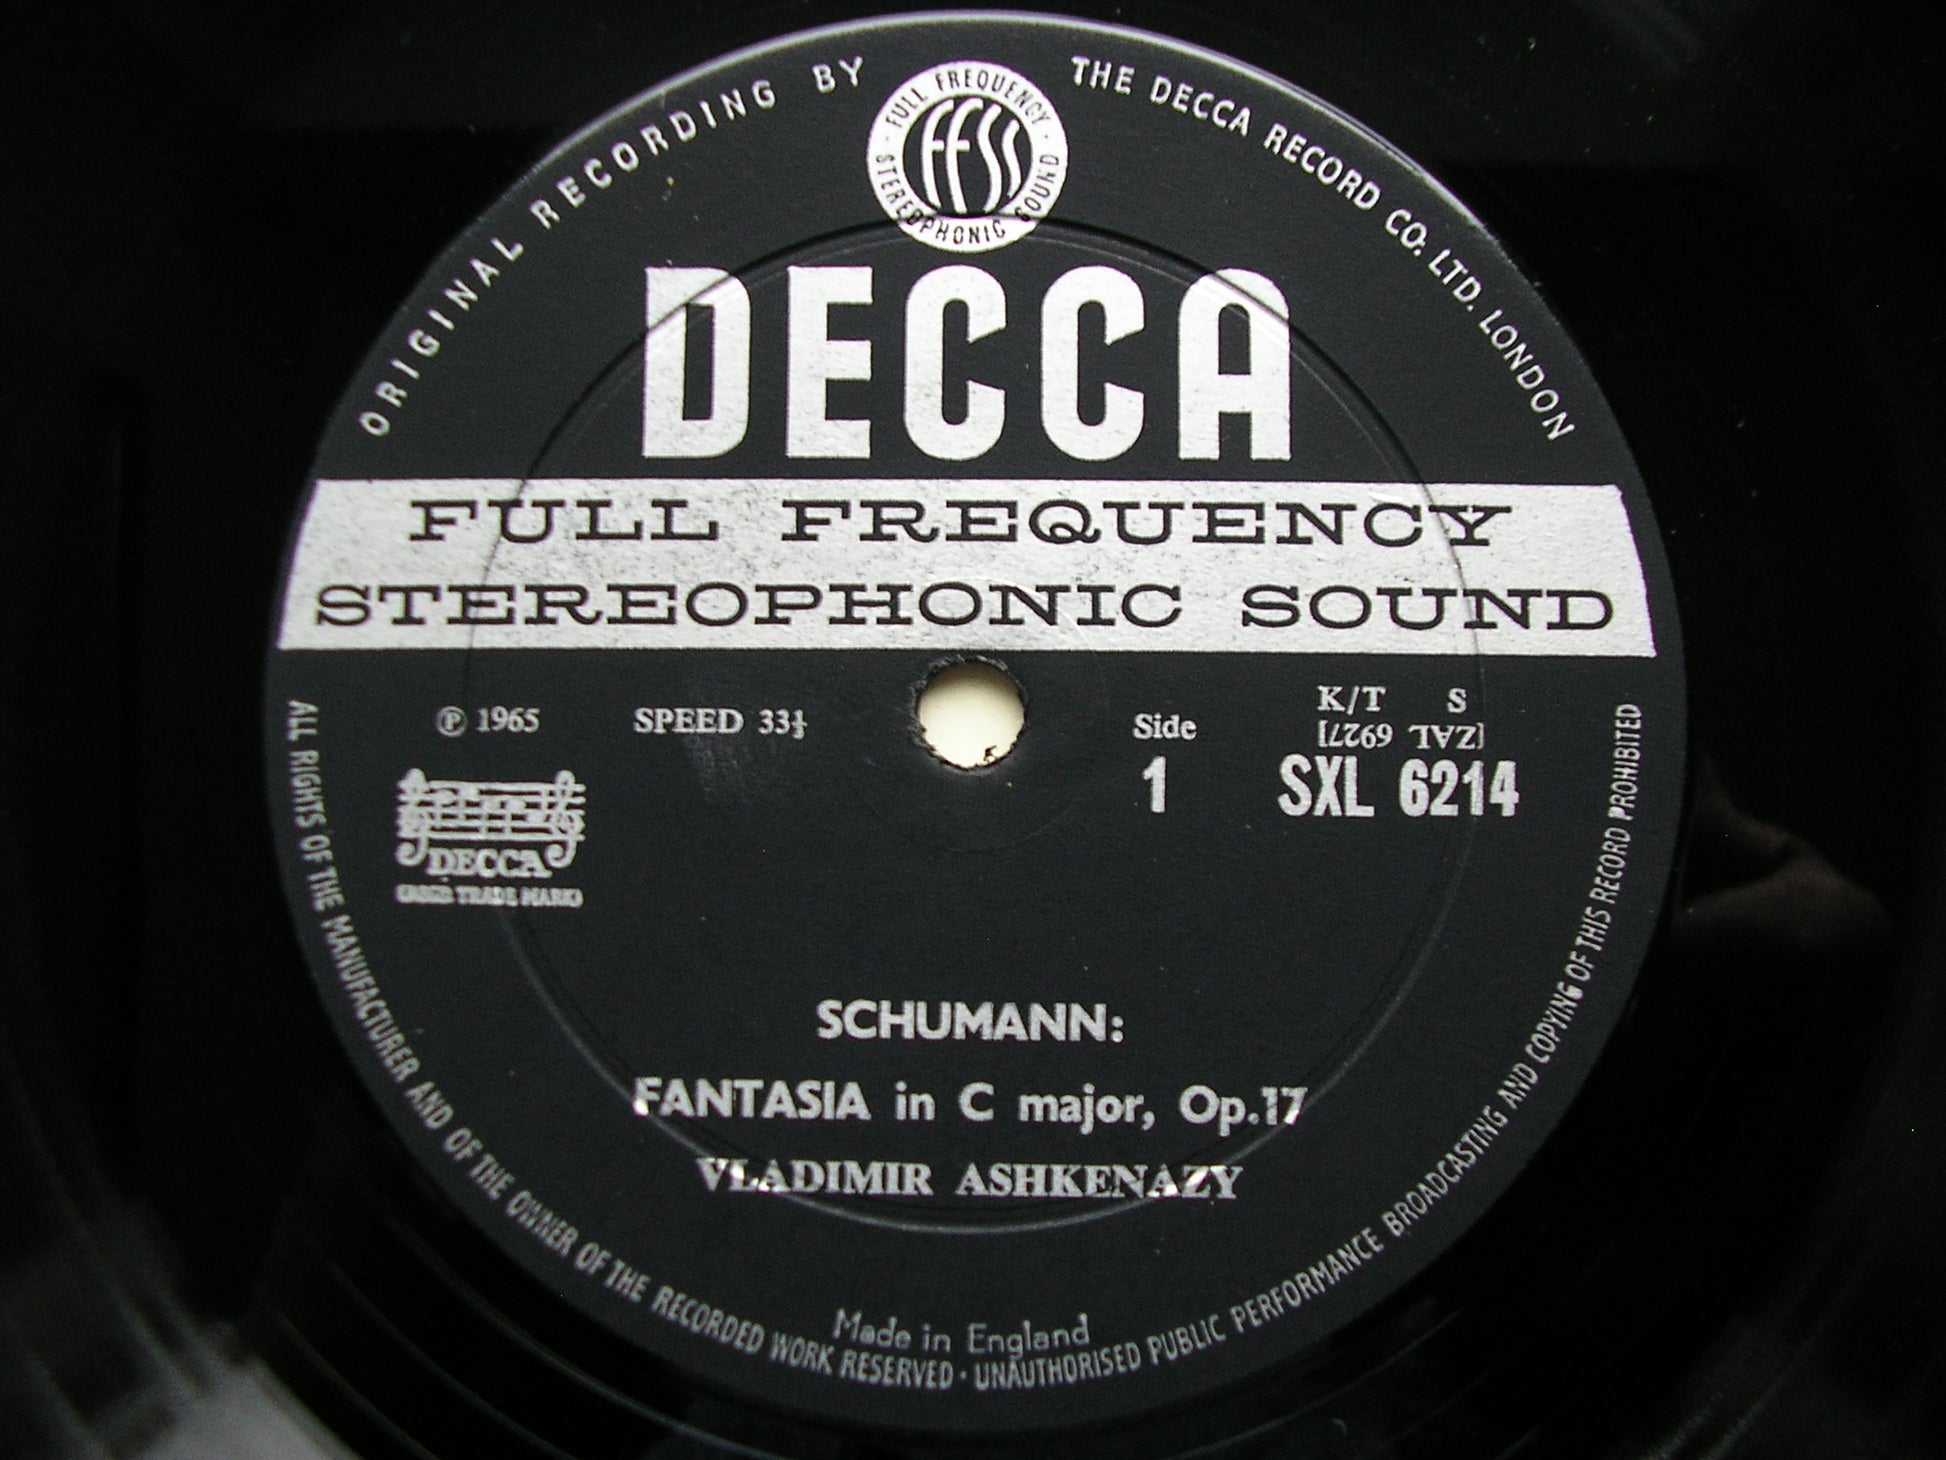 ORIGINAL RECORDING BY
THE DECCA RECORD CO. LTD. LONDON
FULL FREQUENCY
STEREOPHONIC SOUND
FFSS
DECCA
FULL FREQUENCY
STEREOPHONIC SOUND
Ⓟ 1965
SPEED 33⅓
Side
1
K/T S
[ZAL 6927]
SXL 6214
DECCA
TRADE MARK
SCHUMANN:
FANTASIA in C major, Op.17
VLADIMIR ASHKENAZY
Made in England
ALL RIGHTS OF THE MANUFACTURER AND OF THE OWNER OF THE RECORDED WORK RESERVED · UNAUTHORISED PUBLIC PERFORMANCE BROADCASTING AND COPYING OF THIS RECORD PROHIBITED